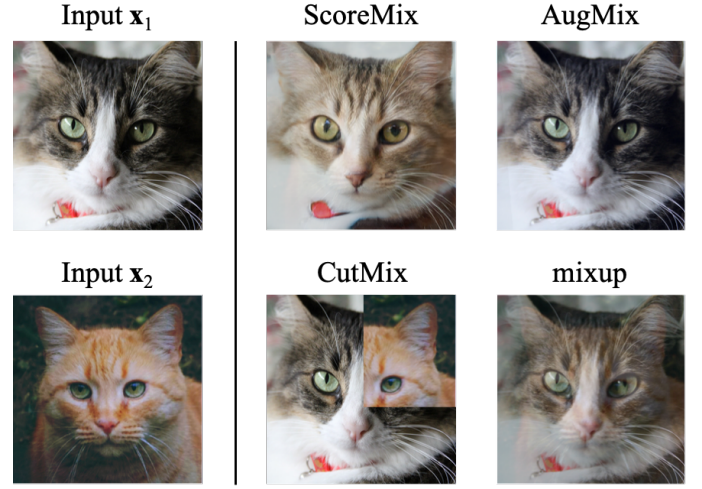 Input x₁
ScoreMix
AugMix
Input x₂
CutMix
mixup